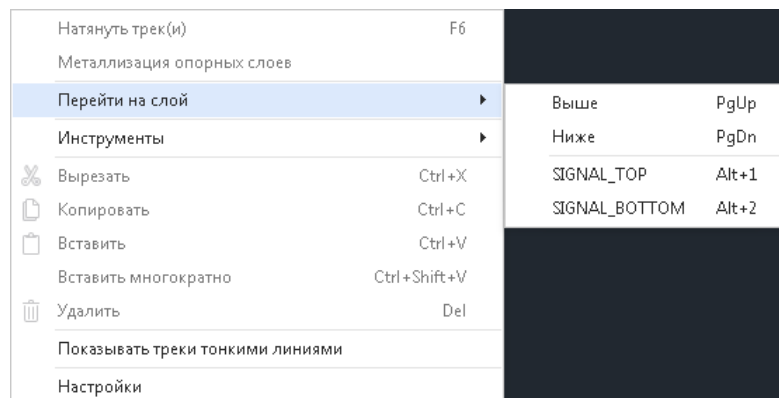 Натянуть трек(и) F6
Металлизация опорных слоев
Перейти на слой
Инструменты
Вырезать Ctrl+X
Копировать Ctrl+C
Вставить Ctrl+V
Вставить многократно Ctrl+Shift+V
Удалить Del
Показывать треки тонкими линиями
Настройки
Выше PgUp
Ниже PgDn
SIGNAL_TOP Alt+1
SIGNAL_BOTTOM Alt+2